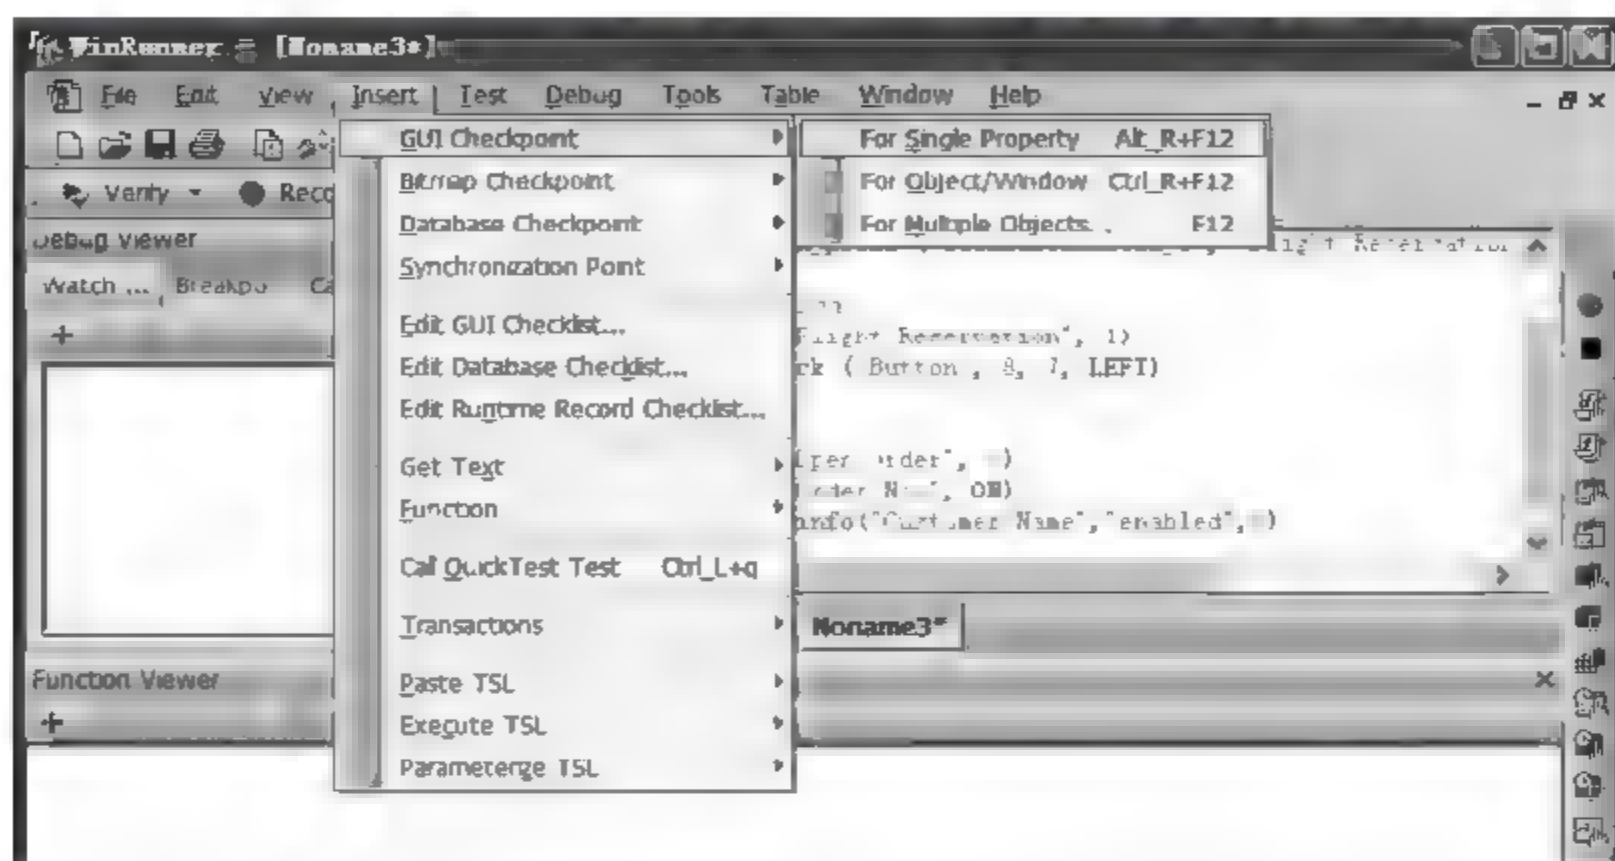 WinRunner - [Noname3*]
File Edit View Insert Test Debug Tools Table Window Help
GUI Checkpoint
For Single Property Alt_R+F12
Verify
Bitmap Checkpoint
For Object/Window Ctrl_R+F12
Debug Viewer
Database Checkpoint
For Multiple Objects... F12
Watch ... Breakpo
Synchronization Point
Edit GUI Checklist...
Flight Reservation", 1)
Edit Database Checklist...
(Button , 8, 7, LEFT)
Edit Runtime Record Checklist...
Get Text
Function
ON)
info("Customer Name","enabled",
Call QuickTest Test Ctrl_L+q
Transactions
Noname3*
Function Viewer
Paste TSL
Execute TSL
Parameterize TSL